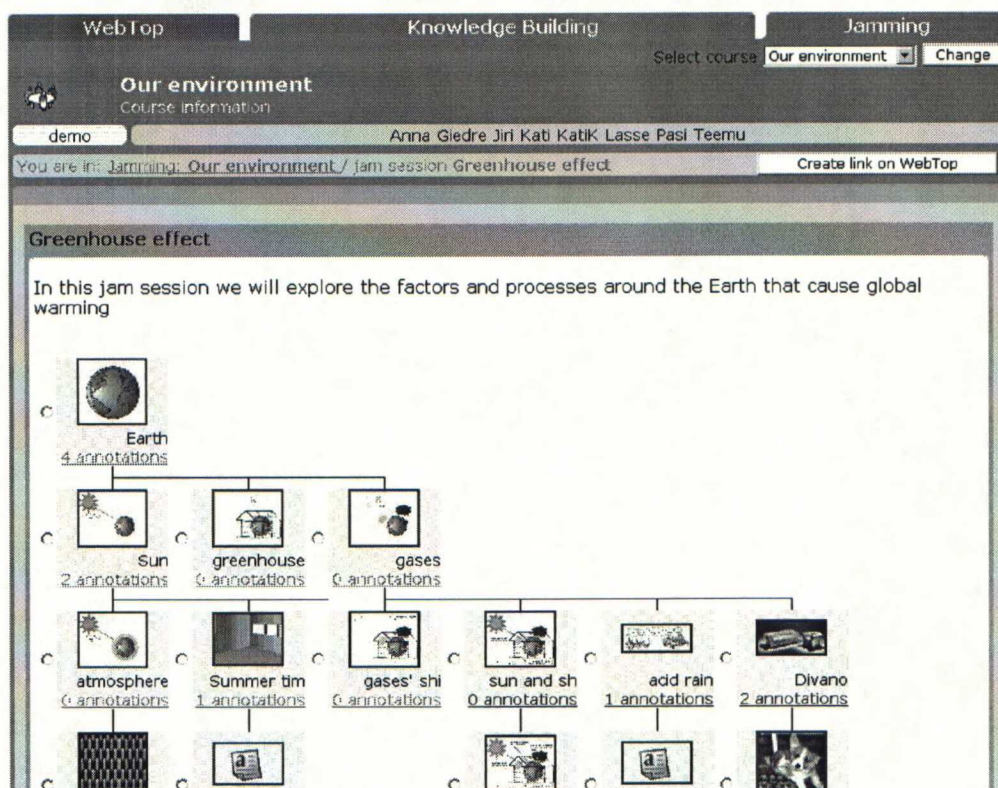 WebTop Knowledge Building Jamming
Select course Our environment Change
Our environment
Course information
demo Anna Giedre Jiri Kati KatiK Lasse Pasi Teemu
You are in: Jamming: Our environment / jam session Greenhouse effect Create link on WebTop
Greenhouse effect
In this jam session we will explore the factors and processes around the Earth that cause global
warming
Earth
4 annotations
Sun greenhouse gases
2 annotations 0 annotations 0 annotations
atmosphere Summer tim gases' shi sun and sh acid rain Divano
0 annotations 1 annotations 0 annotations 0 annotations 1 annotations 2 annotations
a a